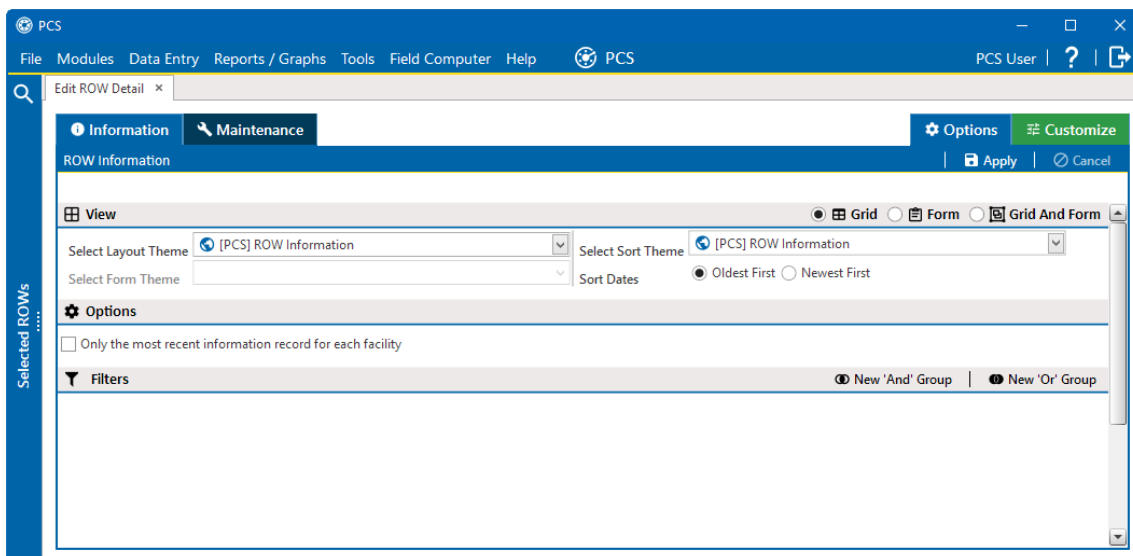 PCS
File Modules Data Entry Reports / Graphs Tools Field Computer Help PCS PCS User | ? |
Edit ROW Detail ×
Information Maintenance Options Customize
ROW Information | Apply | Cancel
View Grid Form Grid And Form
Select Layout Theme [PCS] ROW Information Select Sort Theme [PCS] ROW Information
Select Form Theme Sort Dates Oldest First Newest First
Options
Only the most recent information record for each facility
Filters New 'And' Group | New 'Or' Group
Selected ROWs